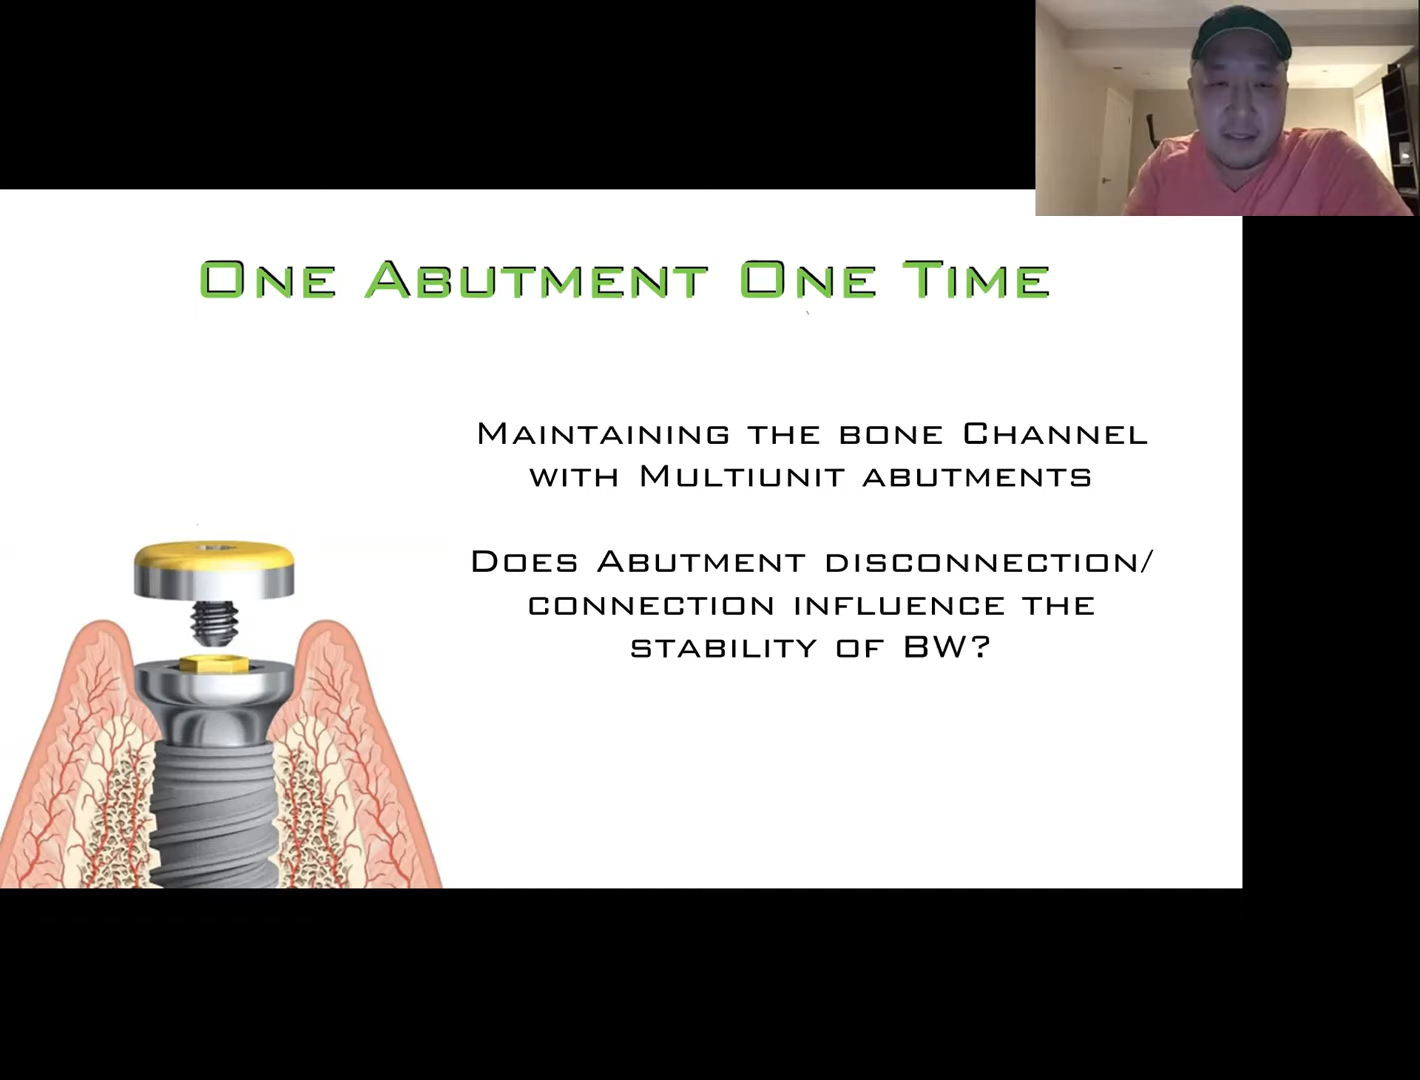 One Abutment One Time
Maintaining the bone Channel
with Multiunit abutments
Does Abutment disconnection/
connection influence the
stability of BW?